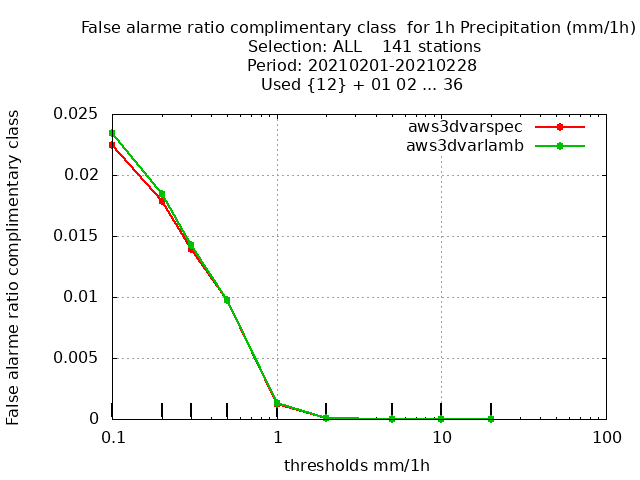 False alarme ratio complimentary class  for 1h Precipitation (mm/1h)
Selection: ALL    141 stations
Period: 20210201-20210228
Used {12} + 01 02 ... 36
False alarme ratio complimentary class
0.025
0.02
0.015
0.01
0.005
0
aws3dvarspec
aws3dvarlamb
0.1
1
10
100
thresholds mm/1h